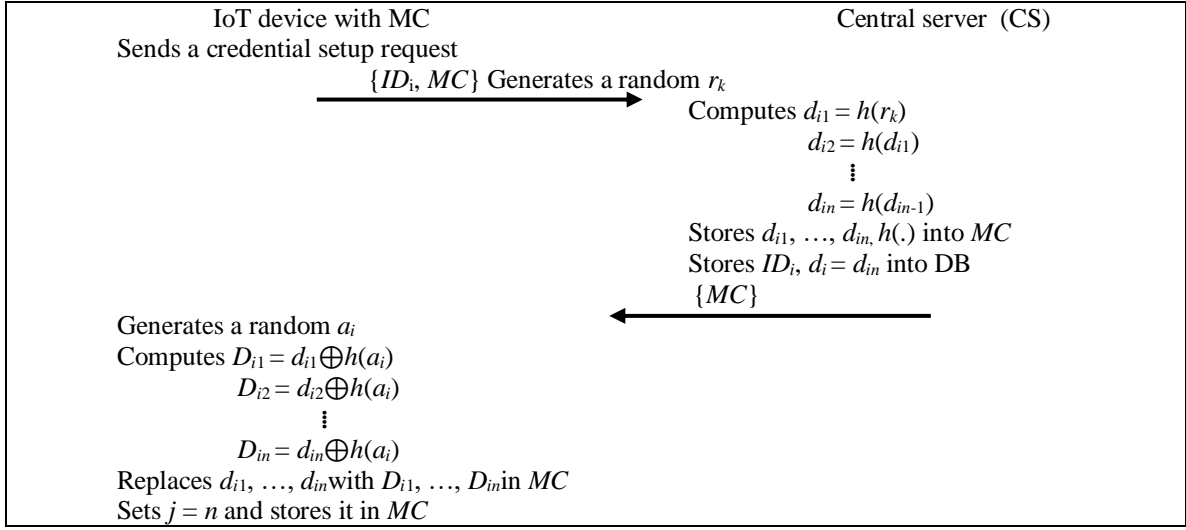 IoT device with MC Central server (CS)
Sends a credential setup request
{IDi, MC} Generates a random rk
Computes di1 = h(rk)
di2 = h(di1)
⁞
din = h(din-1)
Stores di1, …, din, h(.) into MC
Stores IDi, di = din into DB
{MC}
Generates a random ai
Computes Di1 = di1⨁h(ai)
Di2 = di2⨁h(ai)
⁞
Din = din⨁h(ai)
Replaces di1, …, dinwith Di1, …, Dinin MC
Sets j = n and stores it in MC